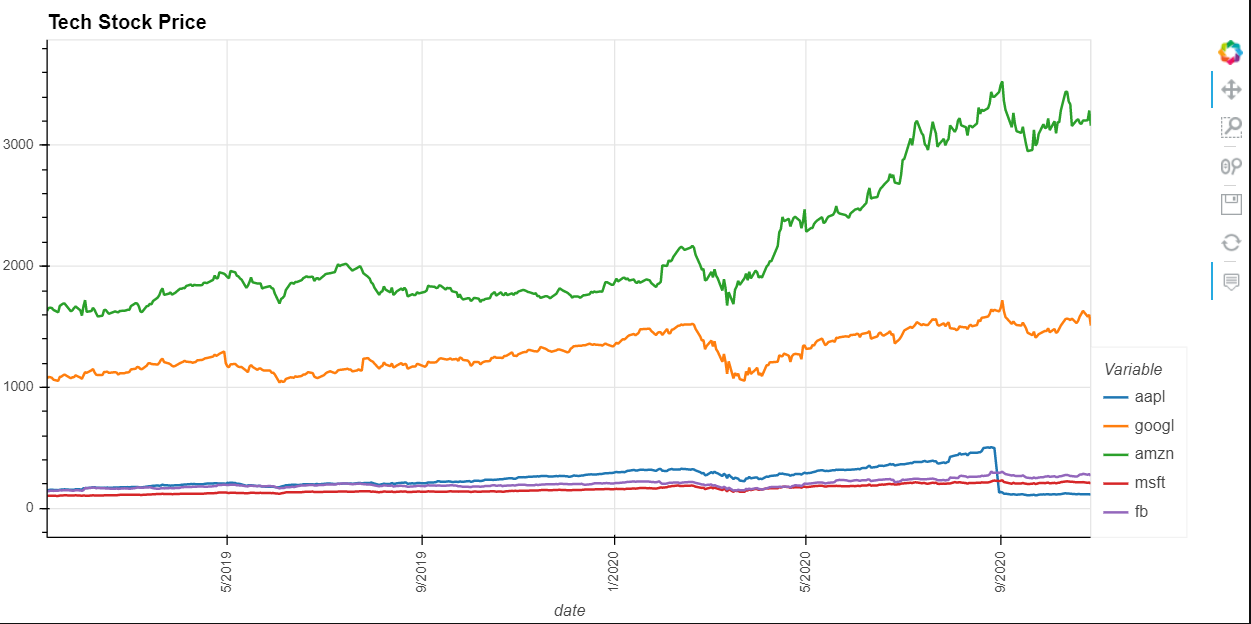 Tech Stock Price
3000
2000
1000
0
5/2019
9/2019
1/2020
5/2020
9/2020
date
Variable
aapl
googl
amzn
msft
fb